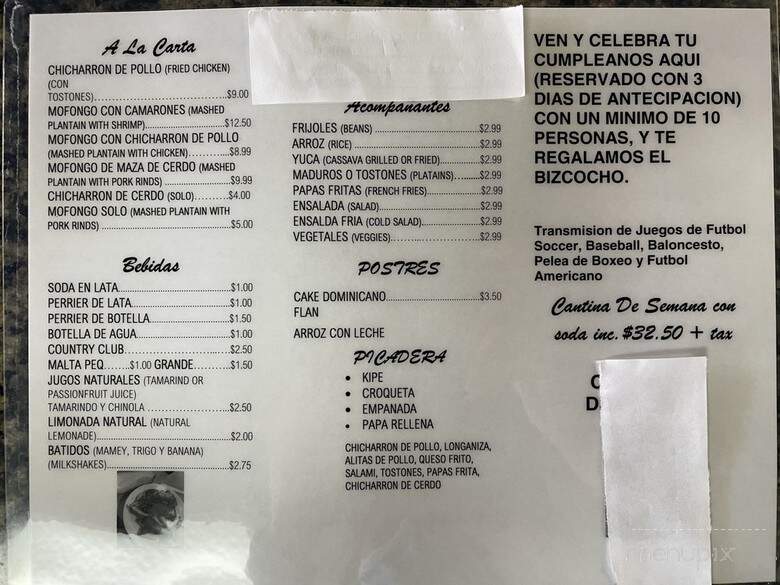 A La Carta
CHICHARRON DE POLLO (FRIED CHICKEN)
(CON
TOSTONES)..............................$9.00
MOFONGO CON CAMARONES (MASHED
PLANTAIN WITH SHRIMP)....................$12.50
MOFONGO CON CHICHARRON DE POLLO
(MASHED PLANTAIN WITH CHICKEN)..........$8.99
MOFONGO DE MAZA DE CERDO (MASHED
PLANTAIN WITH PORK RINDS)................$9.99
CHICHARRON DE CERDO (SOLO).........$4.00
MOFONGO SOLO (MASHED PLANTAIN WITH
PORK RINDS) ..............................$5.00
Bebidas
SODA EN LATA..............................$1.00
PERRIER DE LATA...........................$1.00
PERRIER DE BOTELLA........................$1.50
BOTELLA DE AGUA...........................$1.00
COUNTRY CLUB..............................$2.50
MALTA PEQ....$1.00 GRANDE..........$1.50
JUGOS NATURALES (TAMARIND OR
PASSIONFRUIT JUICE)
TAMARINDO Y CHINOLA ....................$2.50
LIMONADA NATURAL (NATURAL
LEMONADE)..............................$2.00
BATIDOS (MAMEY, TRIGO Y BANANA)
(MILKSHAKES)..............................$2.75
Acompanantes
FRIJOLES (BEANS) .........................$2.99
ARROZ (RICE) ..............................$2.99
YUCA (CASSAVA GRILLED OR FRIED)..........$2.99
MADUROS O TOSTONES (PLATAINS).......$2.99
PAPAS FRITAS (FRENCH FRIES)..............$2.99
ENSALADA (SALAD)..........................$2.99
ENSALDA FRIA (COLD SALAD)................$2.99
VEGETALES (VEGGIES).......................$2.99
POSTRES
CAKE DOMINICANO..........................$3.50
FLAN
ARROZ CON LECHE
PICADERA
• KIPE
• CROQUETA
• EMPANADA
• PAPA RELLENA
CHICHARRON DE POLLO, LONGANIZA,
ALITAS DE POLLO, QUESO FRITO,
SALAMI, TOSTONES, PAPAS FRITA,
CHICHARRON DE CERDO
VEN Y CELEBRA TU
CUMPLEANOS AQUI
(RESERVADO CON 3
DIAS DE ANTECIPACION)
CON UN MINIMO DE 10
PERSONAS, Y TE
REGALAMOS EL
BIZCOCHO.
Transmision de Juegos de Futbol
Soccer, Baseball, Baloncesto,
Pelea de Boxeo y Futbol
Americano
Cantina De Semana con
soda inc. $32.50 + tax
menupix